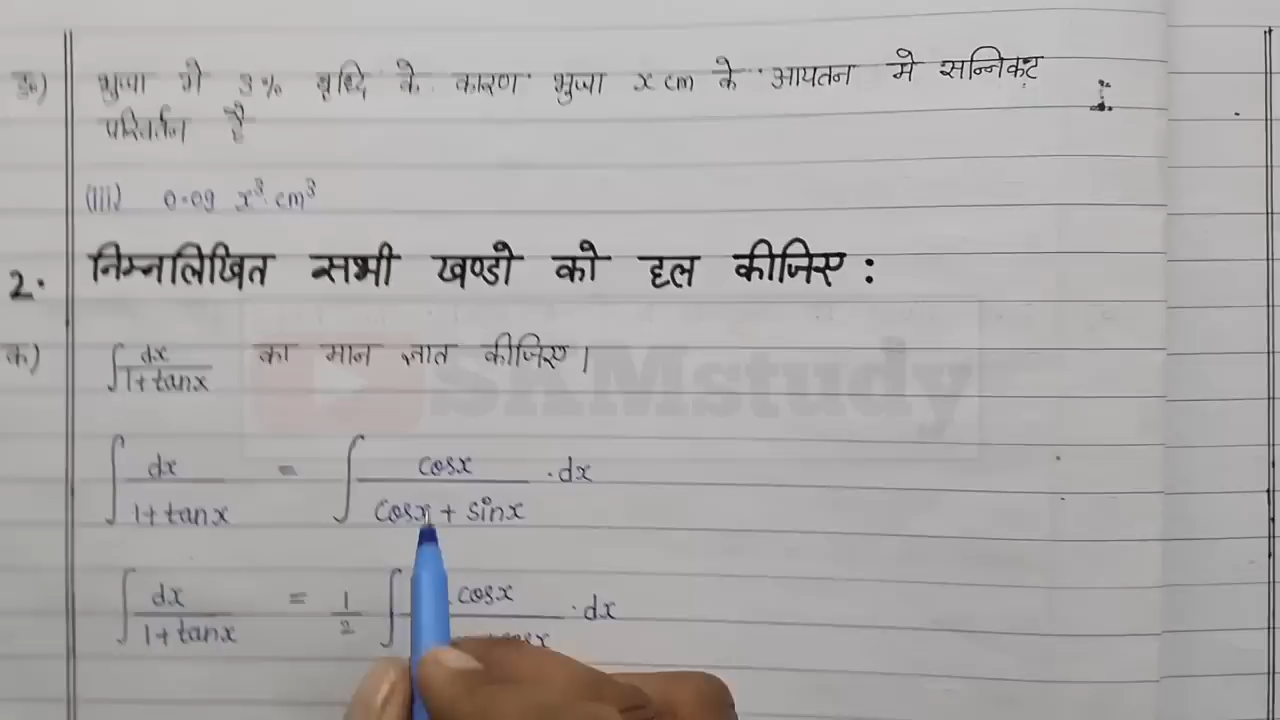 ङ) भुजा में 3% वृध्दि के कारण भुजा x cm के आयतन मे सन्निकट
परिवर्तन है
(III) 0.09 x³ cm³
2. निम्नलिखित सभी खण्डो को हल कीजिए :
क) ∫ dx / 1+tanx का मान ज्ञात कीजिए।
SKMstudy
∫ dx / 1+tanx = ∫ cosx / cosx + sinx .dx
∫ dx / 1+tanx = 1/2 ∫ cosx .dx